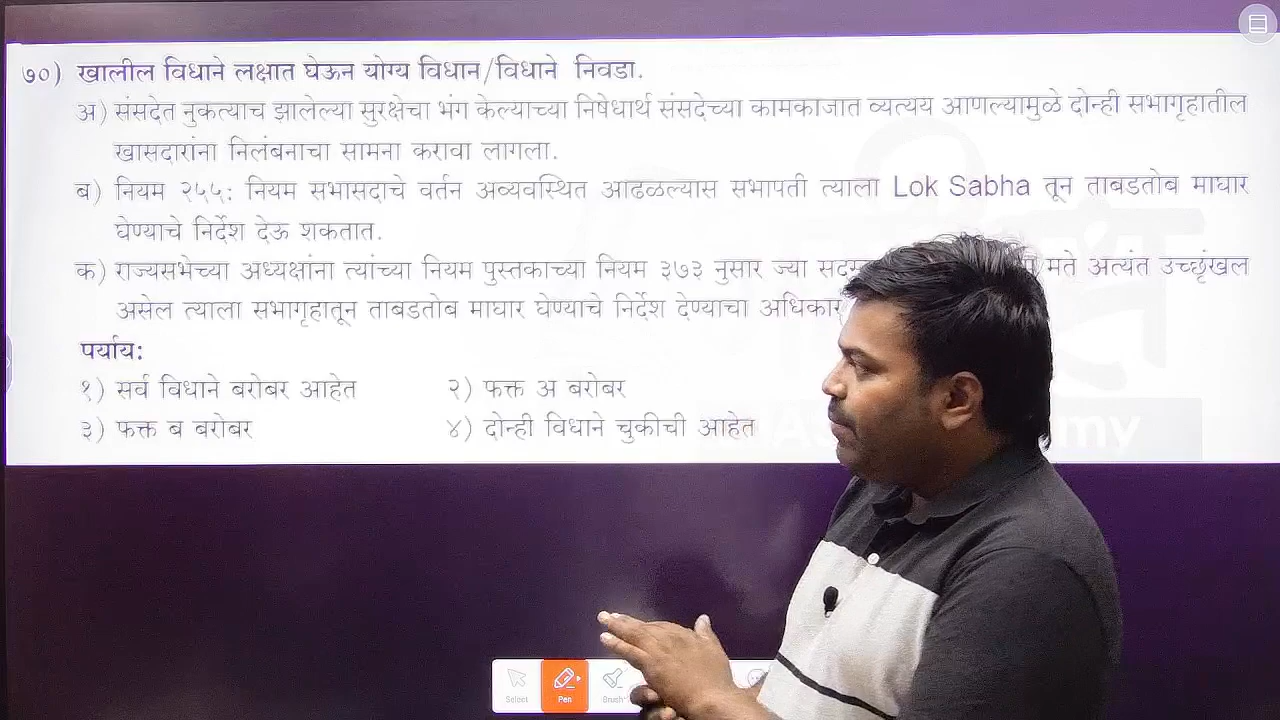 ७०) खालील विधाने लक्षात घेऊन योग्य विधान/विधाने निवडा.
अ) संसदेत नुकत्याच झालेल्या सुरक्षेचा भंग केल्याच्या निषेधार्थ संसदेच्या कामकाजात व्यत्यय आणल्यामुळे दोन्ही सभागृहातील
खासदारांना निलंबनाचा सामना करावा लागला.
ब) नियम २५५: नियम सभासदाचे वर्तन अव्यवस्थित आढळल्यास सभापती त्याला Lok Sabha तून ताबडतोब माघार
घेण्याचे निर्देश देऊ शकतात.
क) राज्यसभेच्या अध्यक्षांना त्यांच्या नियम पुस्तकाच्या नियम ३७३ नुसार ज्या मते अत्यंत उच्छृंखल
असेल त्याला सभागृहातून ताबडतोब माघार घेण्याचे निर्देश देण्याचा अधिकार
पर्याय:
१) सर्व विधाने बरोबर आहेत २) फक्त अ बरोबर
३) फक्त ब बरोबर ४) दोन्ही विधाने चुकीची आहेत
Select Pen Brush